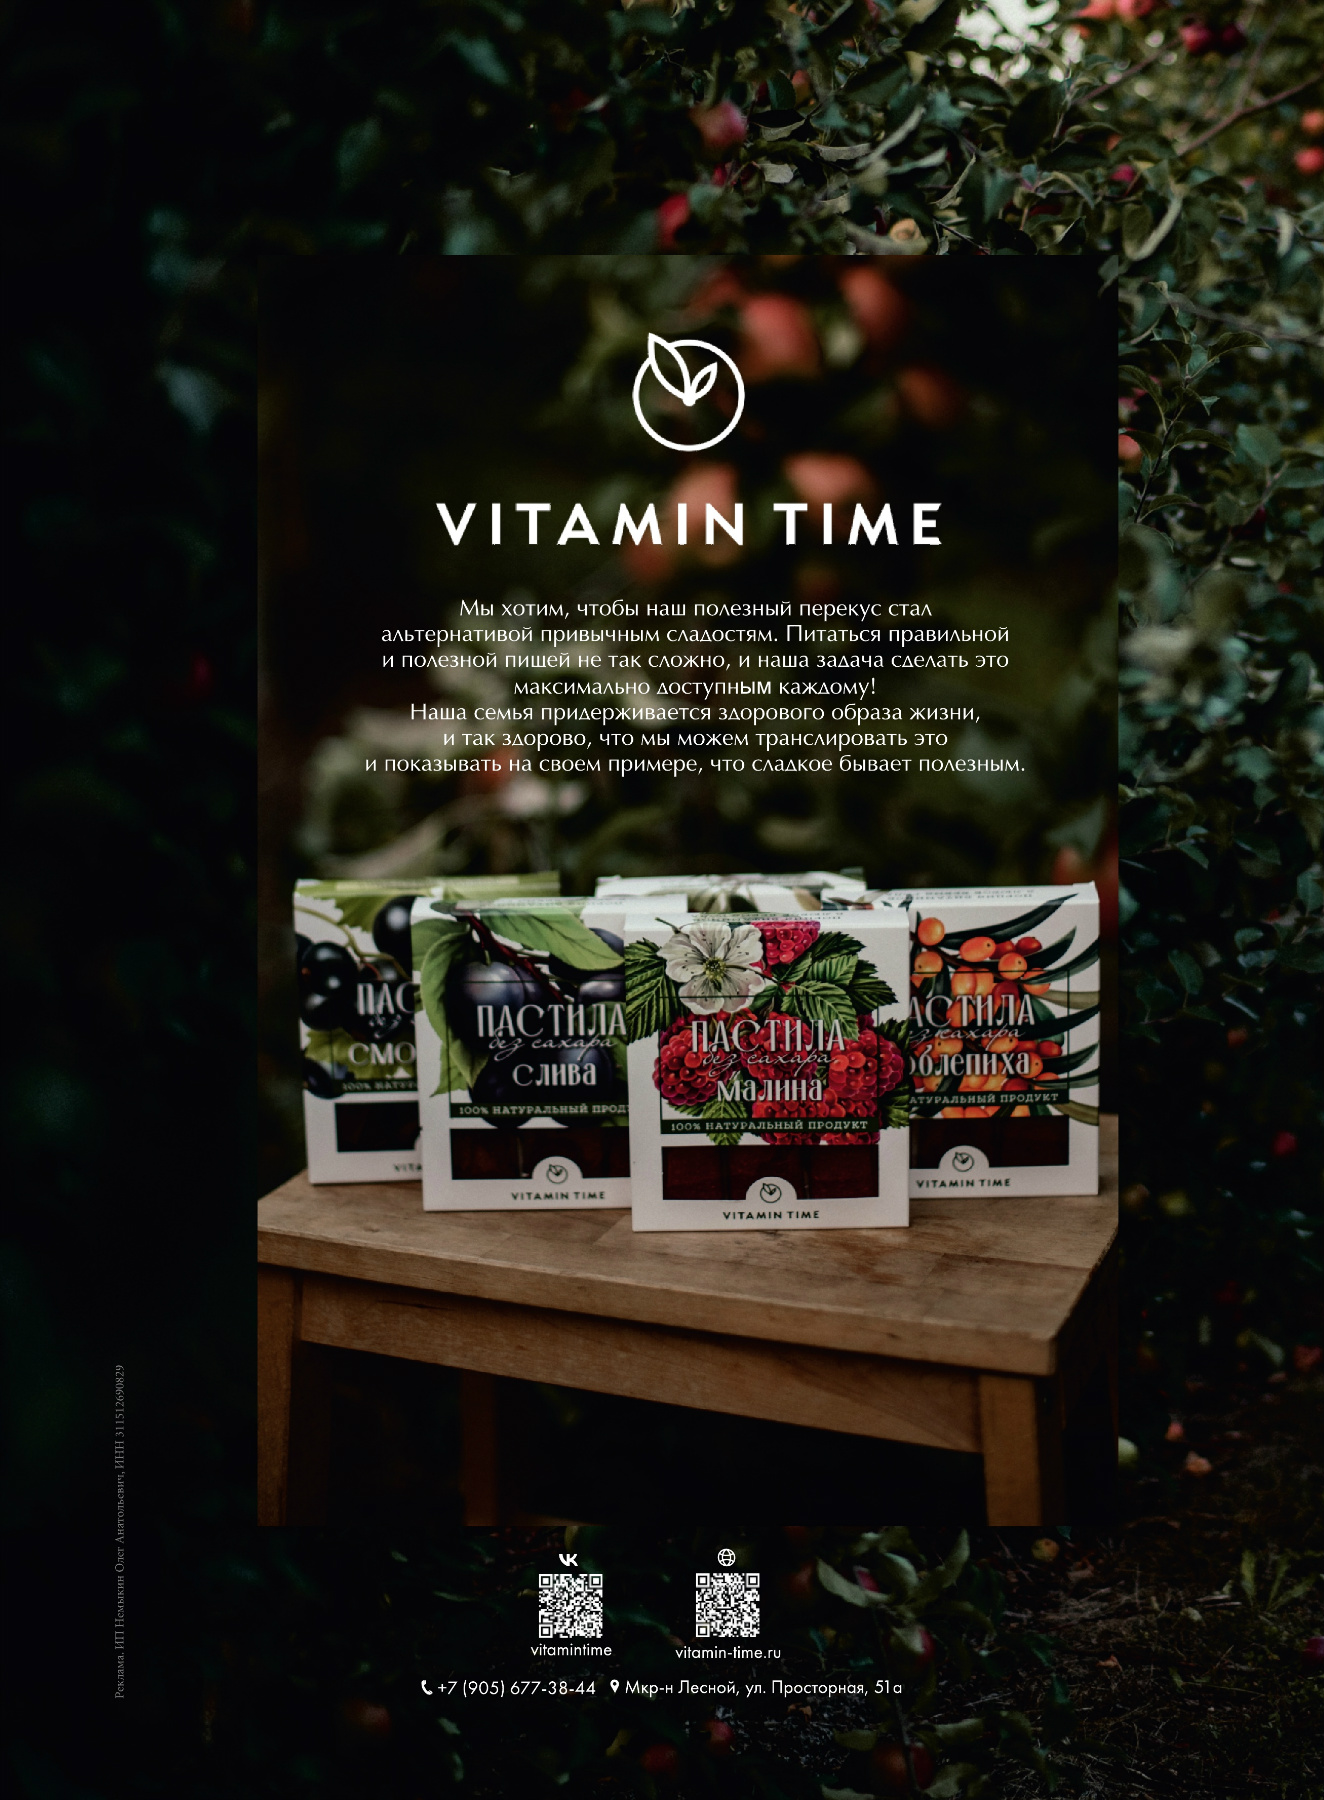 VITAMIN TIME
Мы хотим, чтобы наш полезный перекус стал
альтернативой привычным сладостям. Питаться правильной
и полезной пищей не так сложно, и наша задача сделать это
максимально доступным каждому!
Наша семья придерживается здорового образа жизни,
и так здорово, что мы можем транслировать это
и показывать на своем примере, что сладкое бывает полезным.
ПАС
СМО
100% НАТУ
VITA
ПАСТИЛА
без сахара
слива
100% НАТУРАЛЬНЫЙ ПРОД
VITAMIN TIME
ПАСТИЛА
без сахара
малина
100% НАТУРАЛЬНЫЙ ПРОДУКТ
VITAMIN TIME
АСТИЛА
без сахара
облепиха
АТУРАЛЬНЫЙ ПРОДУКТ
VITAMIN TIME
Реклама. ИП Немыкин Олег Анатольевич, ИНН 311512690829
vitamintime
vitamin-time.ru
+7 (905) 677-38-44 Мкр-н Лесной, ул. Просторная, 51а